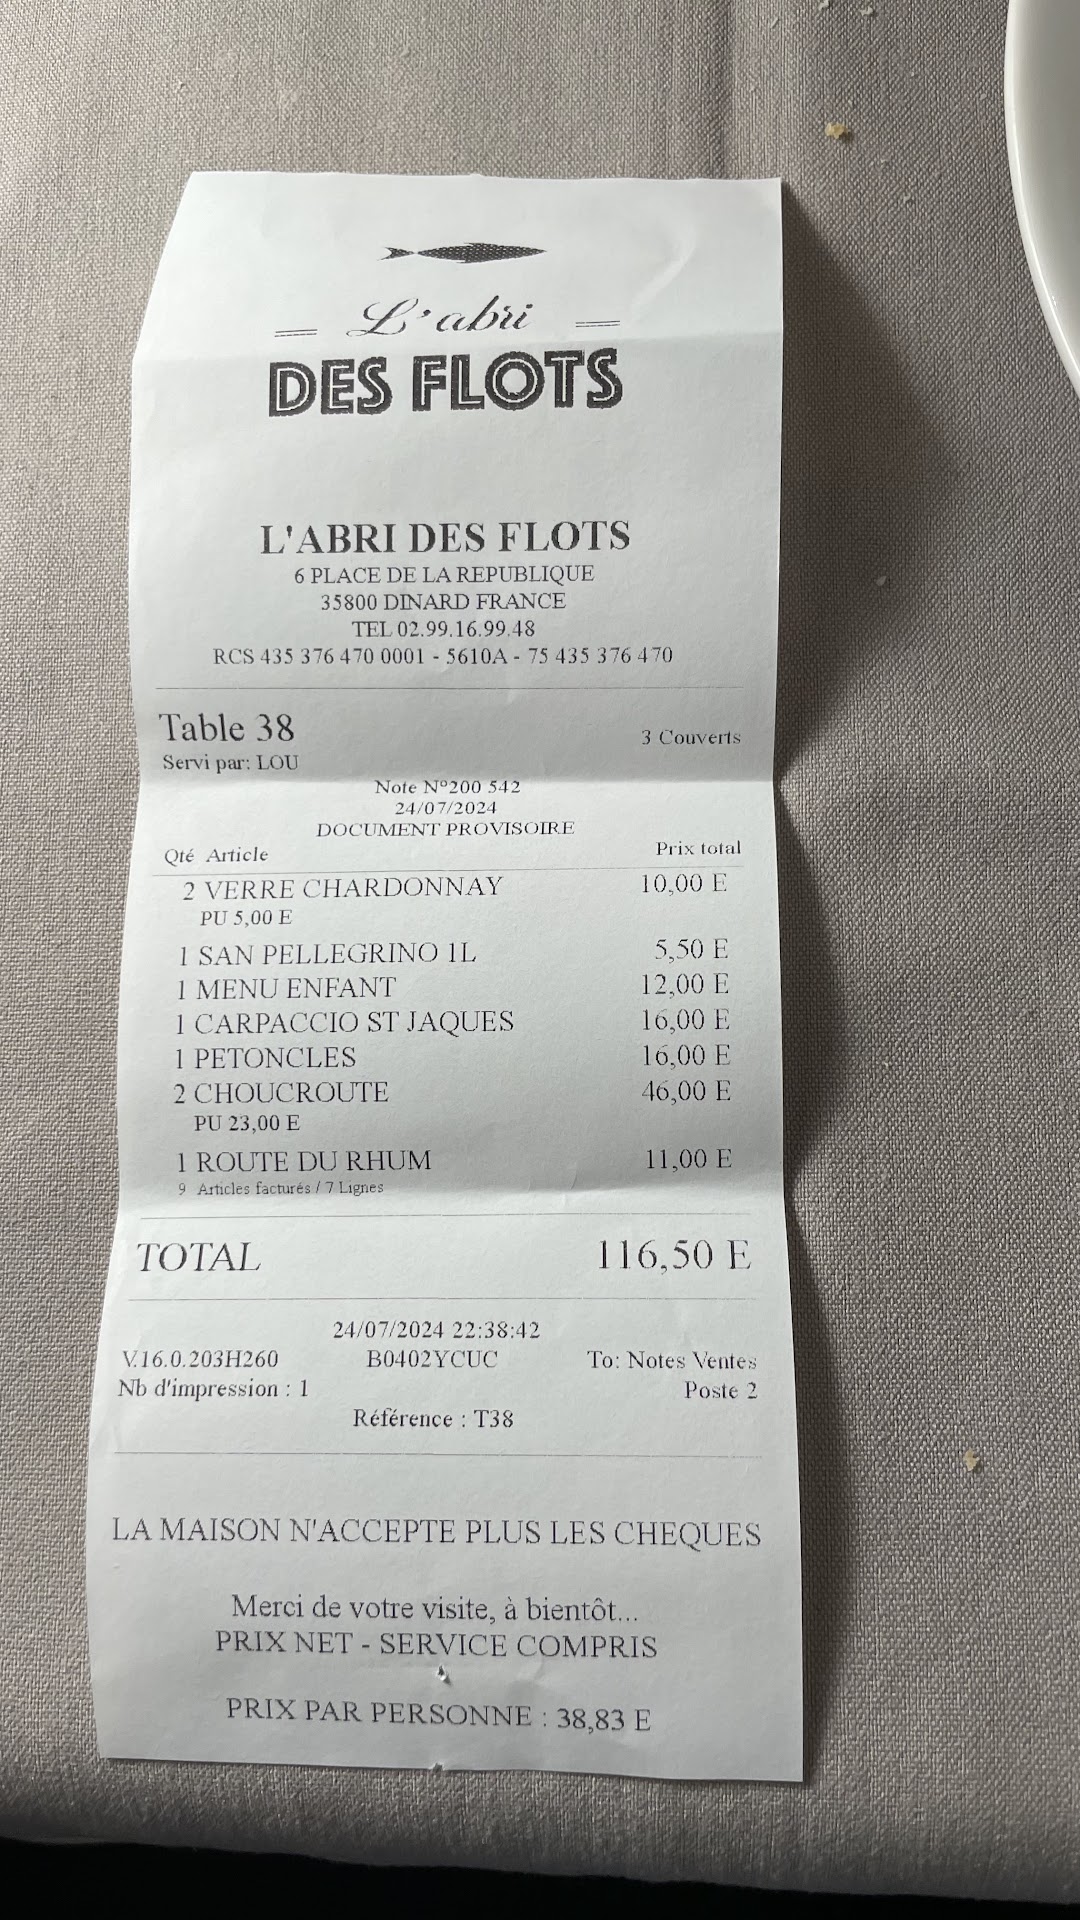 L'abri
DES FLOTS
L'ABRI DES FLOTS
6 PLACE DE LA REPUBLIQUE
35800 DINARD FRANCE
TEL 02.99.16.99.48
RCS 435 376 470 0001 - 5610A - 75 435 376 470
Table 38
3 Couverts
Servi par: LOU
Note N°200 542
24/07/2024
DOCUMENT PROVISOIRE
Qté Article Prix total
2 VERRE CHARDONNAY 10,00 E
PU 5,00 E
1 SAN PELLEGRINO 1L 5,50 E
1 MENU ENFANT 12,00 E
1 CARPACCIO ST JAQUES 16,00 E
1 PETONCLES 16,00 E
2 CHOUCROUTE 46,00 E
PU 23,00 E
1 ROUTE DU RHUM 11,00 E
9 Articles facturés / 7 Lignes
TOTAL 116,50 E
24/07/2024 22:38:42
V.16.0.203H260 B0402YCUC To: Notes Ventes
Nb d'impression : 1 Poste 2
Référence : T38
LA MAISON N'ACCEPTE PLUS LES CHEQUES
Merci de votre visite, à bientôt...
PRIX NET - SERVICE COMPRIS
PRIX PAR PERSONNE : 38,83 E